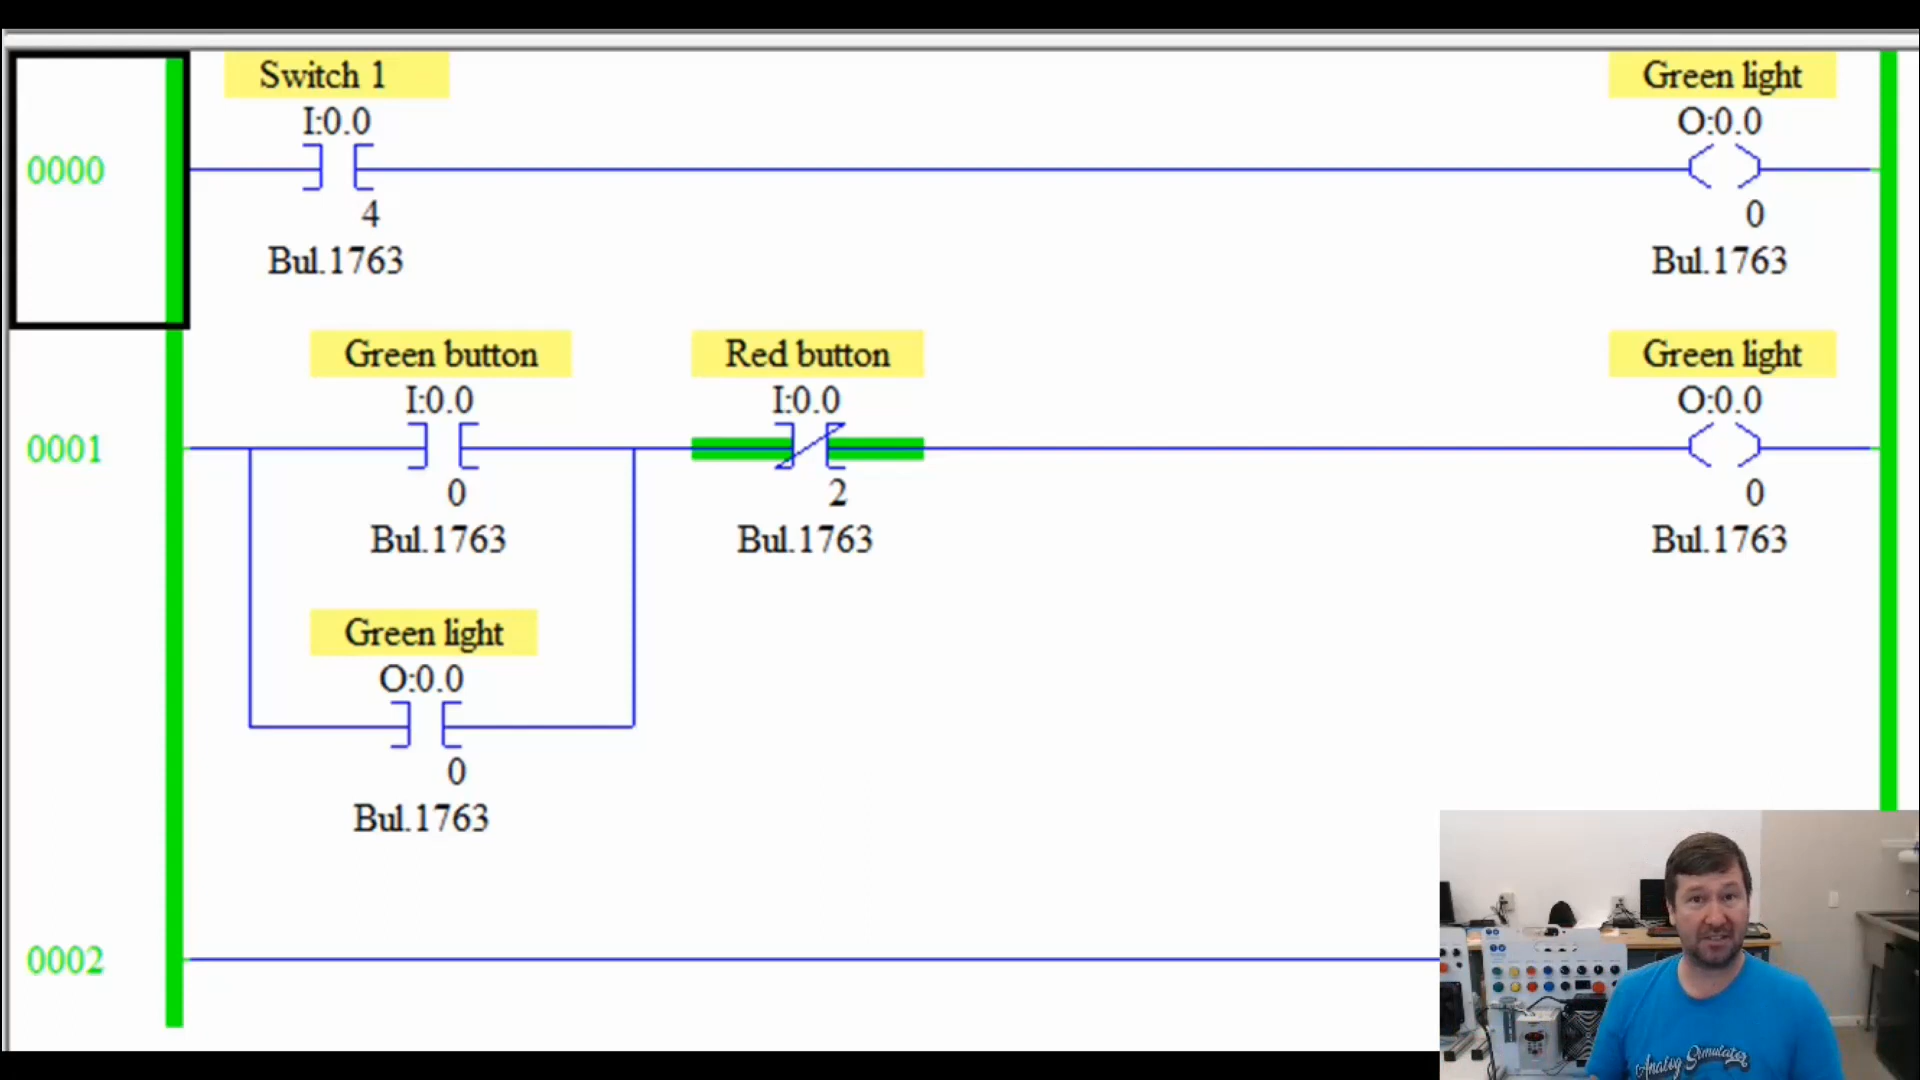 Switch 1
Green light
I:0.0
O:0.0
0000
4
0
Bul.1763
Bul.1763
Green button
Red button
Green light
I:0.0
I:0.0
O:0.0
0001
0
2
0
Bul.1763
Bul.1763
Bul.1763
Green light
O:0.0
0
Bul.1763
0002
Analog Simulator